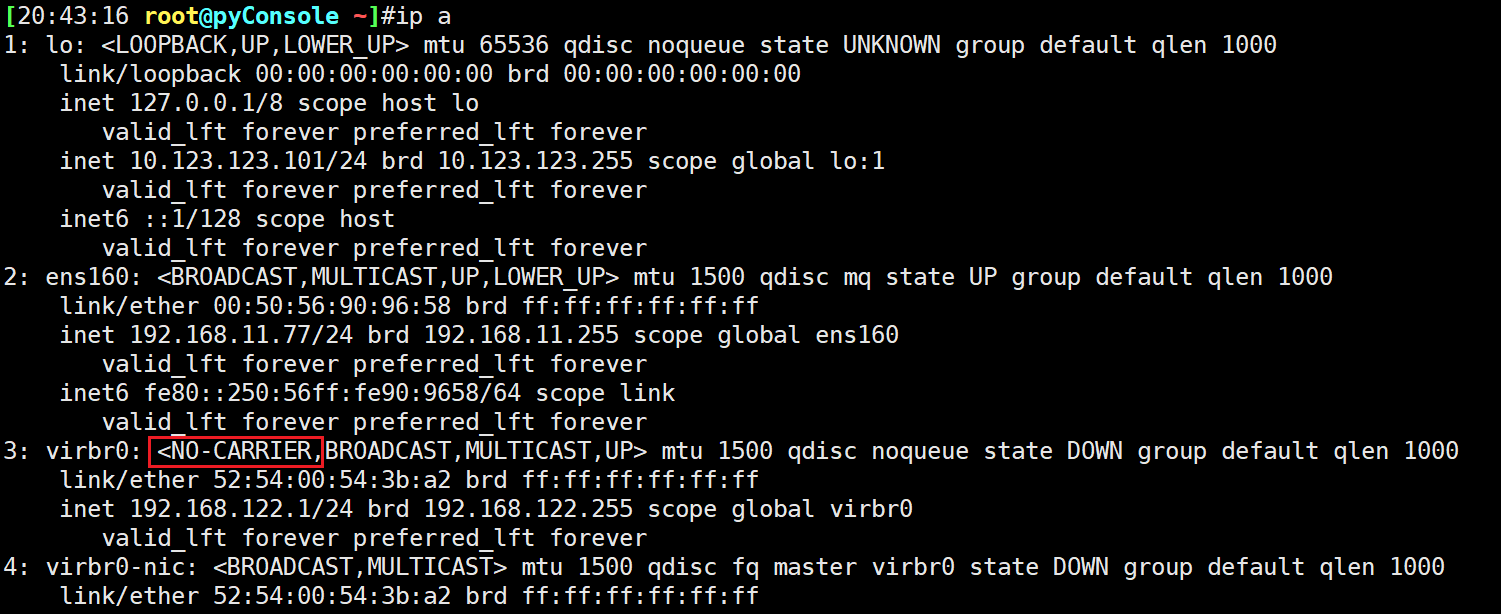 [20:43:16 root@pyConsole ~]#ip a
1: lo: <LOOPBACK,UP,LOWER_UP> mtu 65536 qdisc noqueue state UNKNOWN group default qlen 1000
    link/loopback 00:00:00:00:00:00 brd 00:00:00:00:00:00
    inet 127.0.0.1/8 scope host lo
       valid_lft forever preferred_lft forever
    inet 10.123.123.101/24 brd 10.123.123.255 scope global lo:1
       valid_lft forever preferred_lft forever
    inet6 ::1/128 scope host
       valid_lft forever preferred_lft forever
2: ens160: <BROADCAST,MULTICAST,UP,LOWER_UP> mtu 1500 qdisc mq state UP group default qlen 1000
    link/ether 00:50:56:90:96:58 brd ff:ff:ff:ff:ff:ff
    inet 192.168.11.77/24 brd 192.168.11.255 scope global ens160
       valid_lft forever preferred_lft forever
    inet6 fe80::250:56ff:fe90:9658/64 scope link
       valid_lft forever preferred_lft forever
3: virbr0: <NO-CARRIER,BROADCAST,MULTICAST,UP> mtu 1500 qdisc noqueue state DOWN group default qlen 1000
    link/ether 52:54:00:54:3b:a2 brd ff:ff:ff:ff:ff:ff
    inet 192.168.122.1/24 brd 192.168.122.255 scope global virbr0
       valid_lft forever preferred_lft forever
4: virbr0-nic: <BROADCAST,MULTICAST> mtu 1500 qdisc fq master virbr0 state DOWN group default qlen 1000
    link/ether 52:54:00:54:3b:a2 brd ff:ff:ff:ff:ff:ff